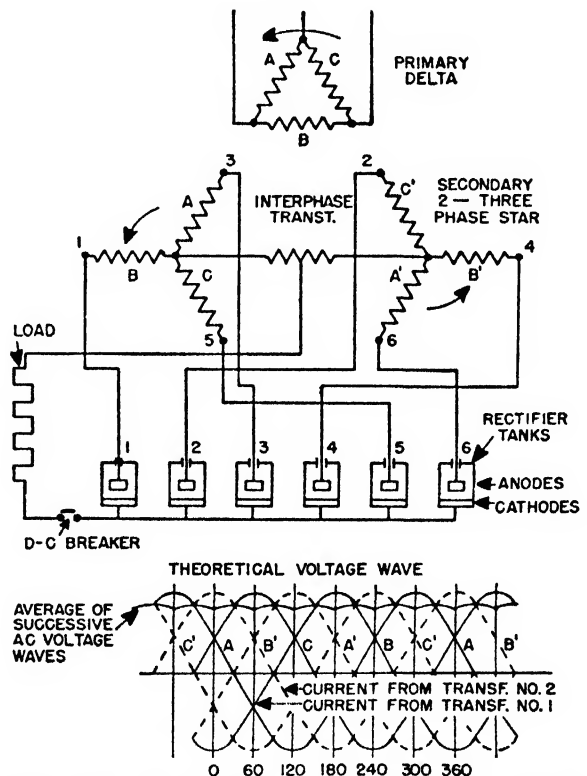 A
C
PRIMARY
DELTA
B
3
2
A
INTERPHASE
TRANST.
C'
SECONDARY
2 — THREE
PHASE STAR
1
B
C
A'
B'
4
5
6
LOAD
1
2
3
4
5
6
RECTIFIER
TANKS
ANODES
CATHODES
D-C BREAKER
THEORETICAL VOLTAGE WAVE
AVERAGE OF
SUCCESSIVE
AC VOLTAGE
WAVES
C' A B' C A' B C' A B'
CURRENT FROM TRANSF. NO. 2
CURRENT FROM TRANSF. NO. 1
0 60 120 180 240 300 360